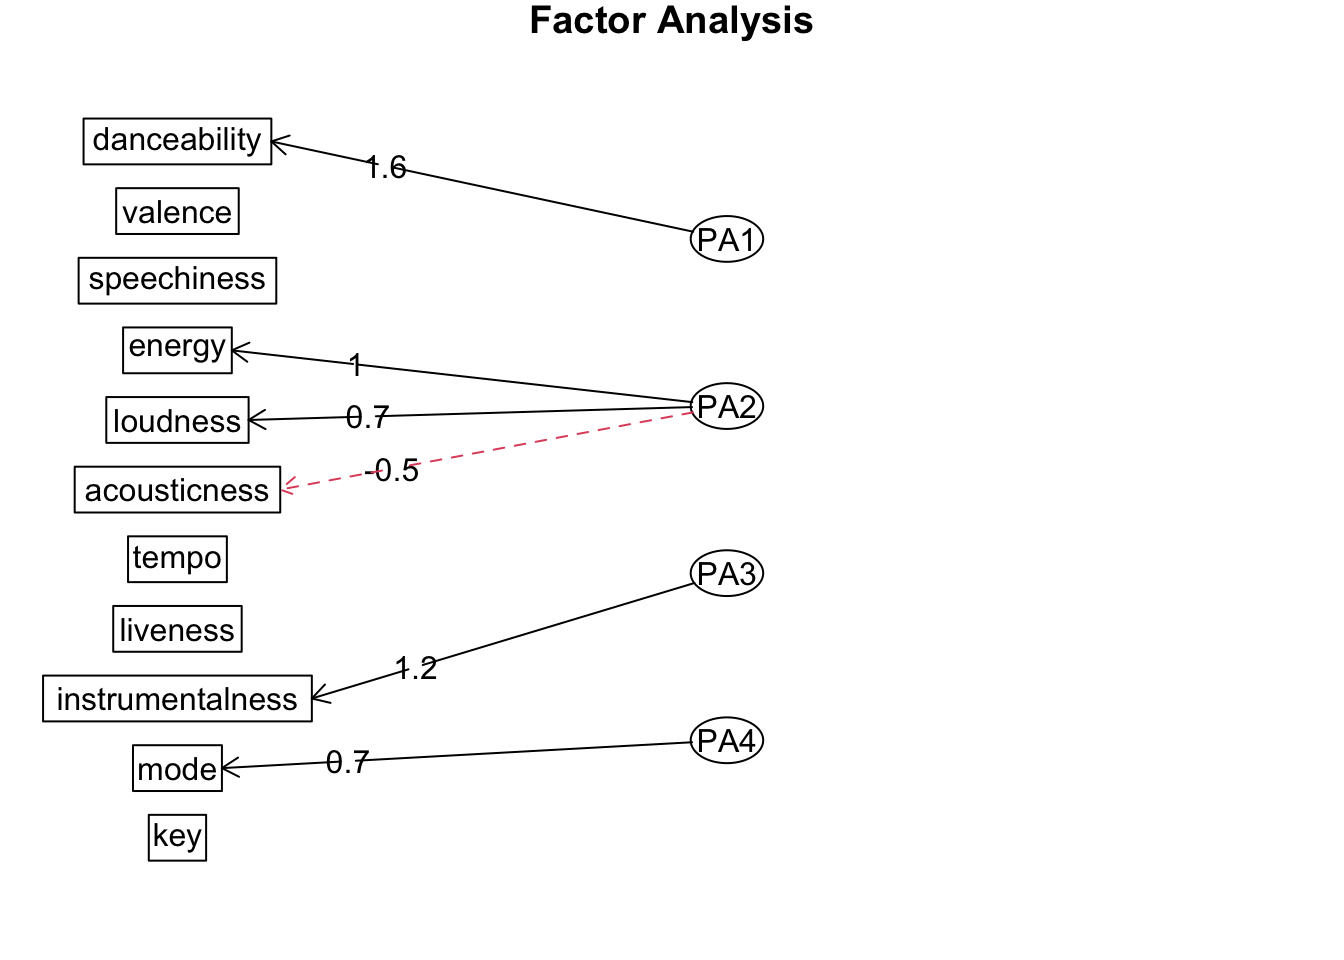 Factor Analysis
danceability
1.6
valence
PA1
speechiness
energy
1
loudness
0.7
PA2
acousticness
-0.5
tempo
PA3
liveness
1.2
instrumentalness
PA4
mode
0.7
key